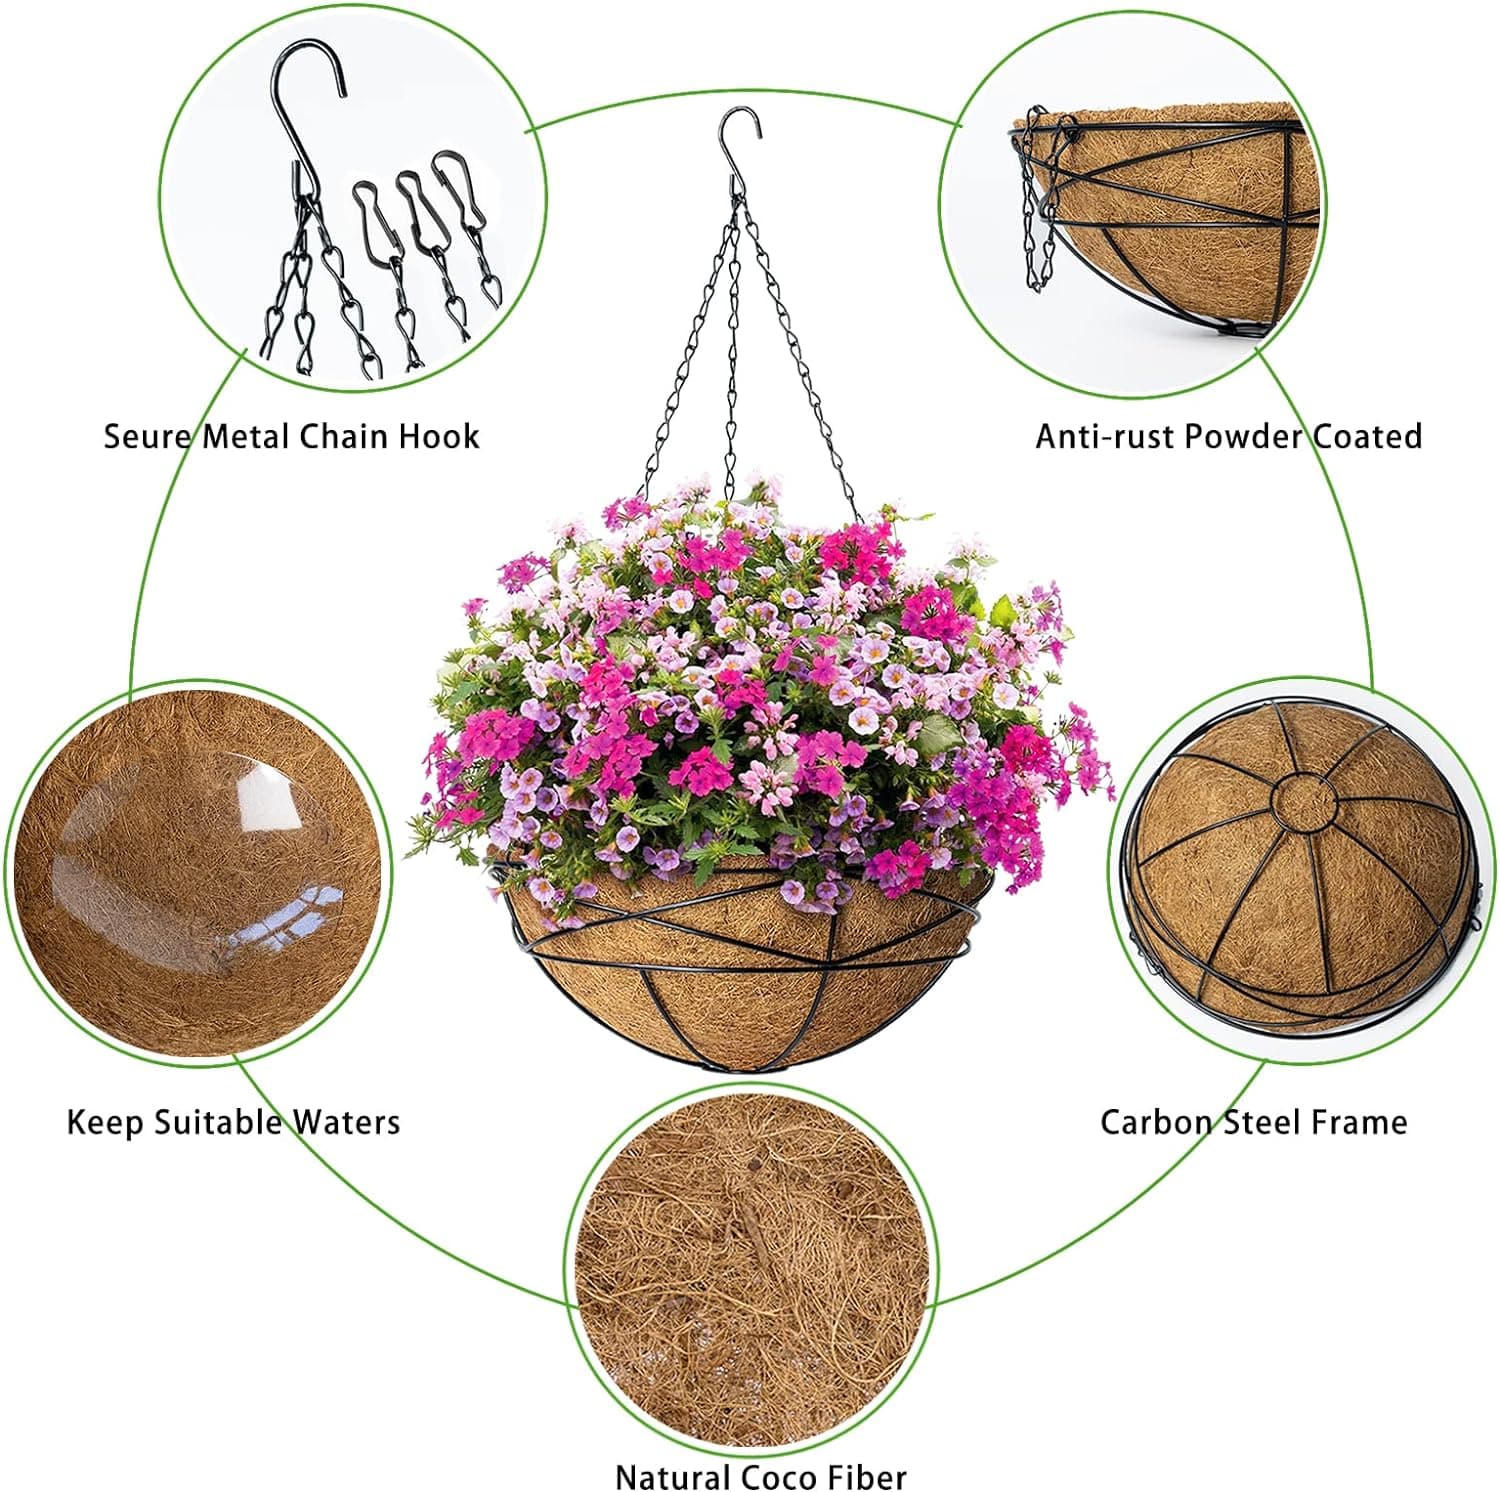 Seure Metal Chain Hook
Anti-rust Powder Coated
Keep Suitable Waters
Carbon Steel Frame
Natural Coco Fiber